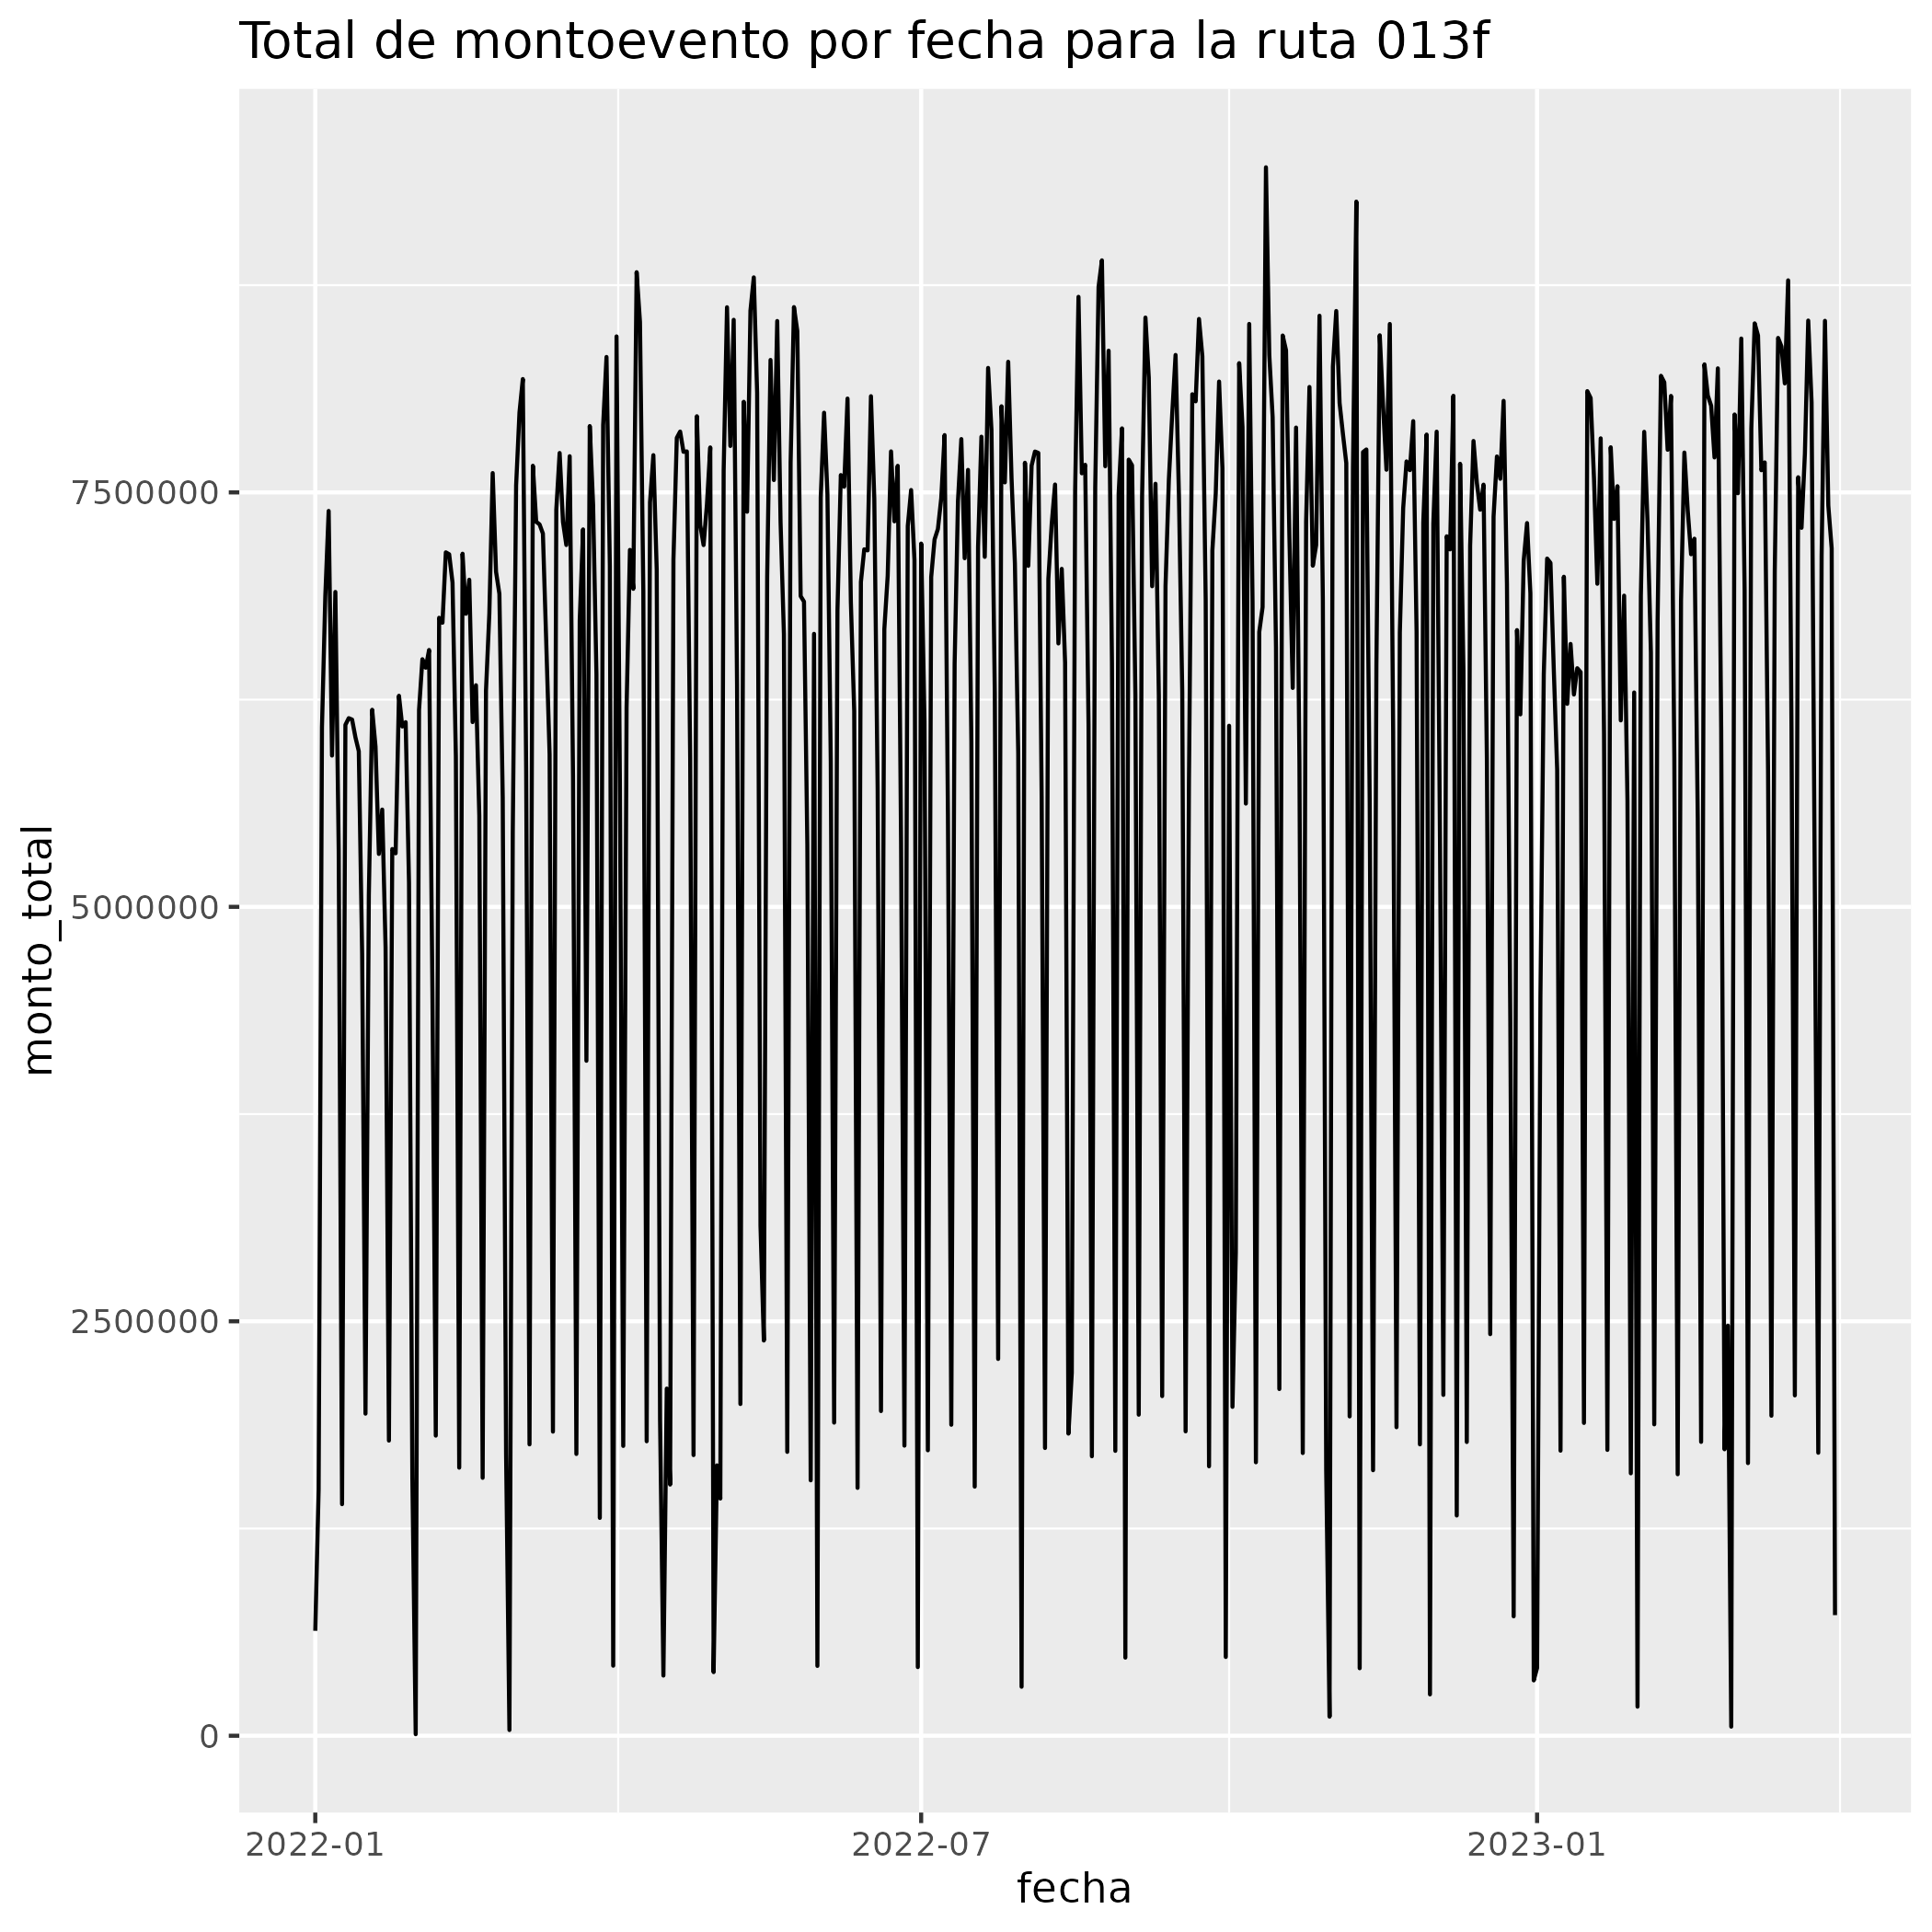 Total de montoevento por fecha para la ruta 013f
monto_total
7500000
5000000
2500000
0
2022-01
2022-07
2023-01
fecha